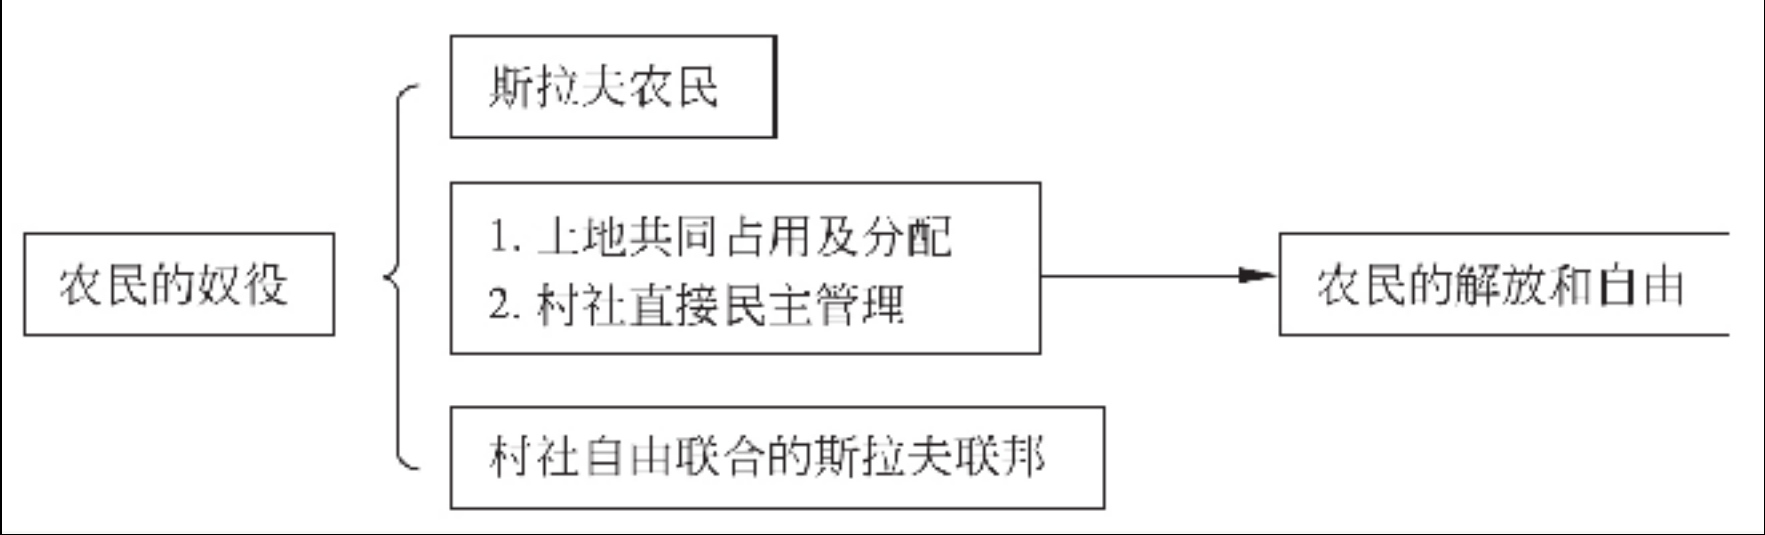 农民的奴役
斯拉夫农民
1. 土地共同占用及分配
2. 村社直接民主管理
村社自由联合的斯拉夫联邦
农民的解放和自由